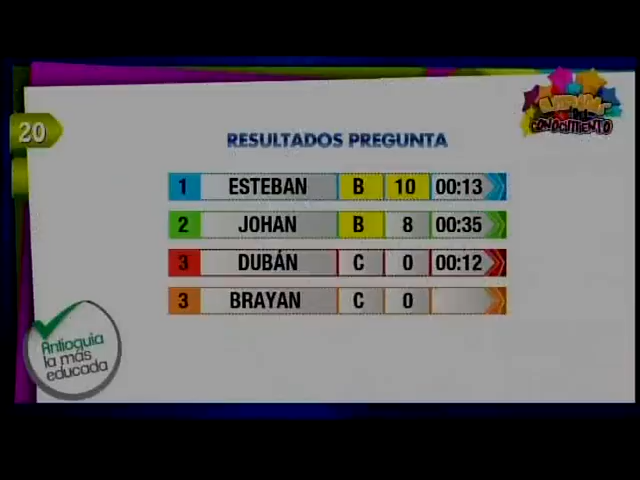 20
RESULTADOS PREGUNTA
1 ESTEBAN B 10 00:13
2 JOHAN B 8 00:35
3 DUBÁN C 0 00:12
3 BRAYAN C 0
CONOCIMIENTO
Antioquia
la más
educada